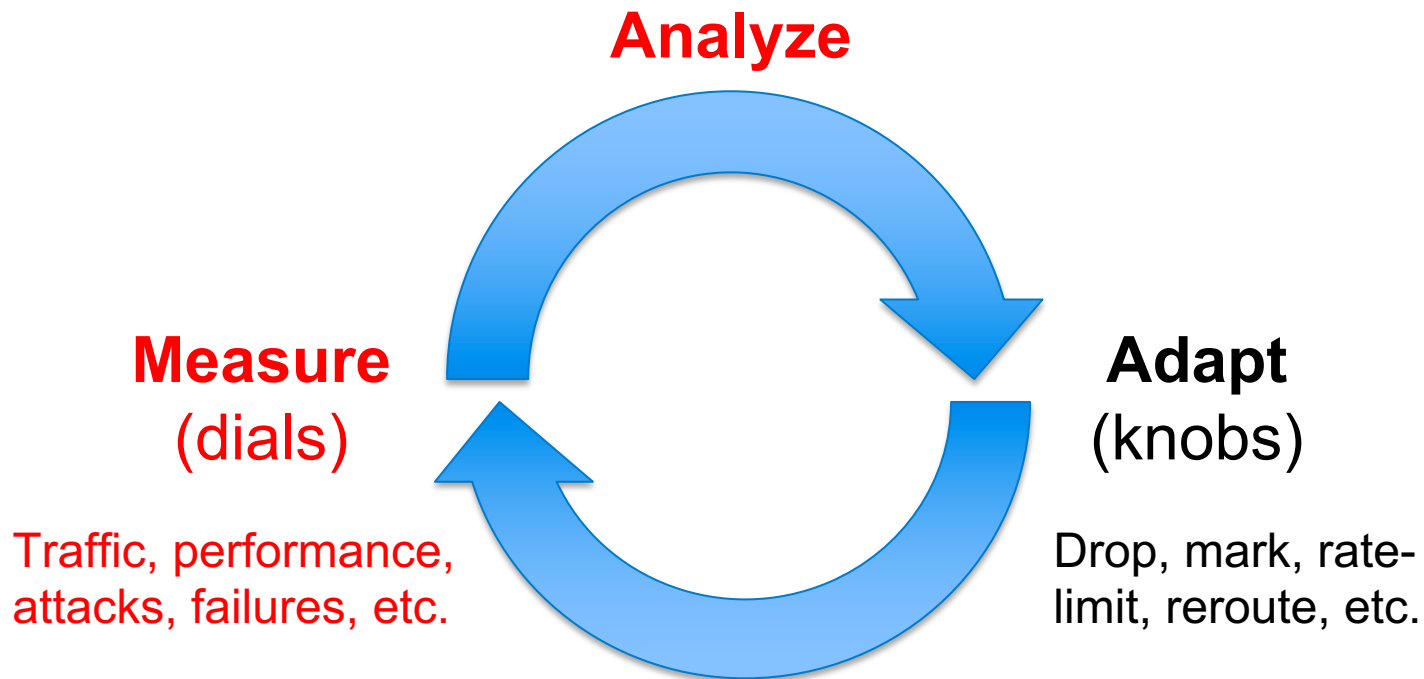 Analyze
Measure
(dials)
Traffic, performance,
attacks, failures, etc.
Adapt
(knobs)
Drop, mark, rate-
limit, reroute, etc.